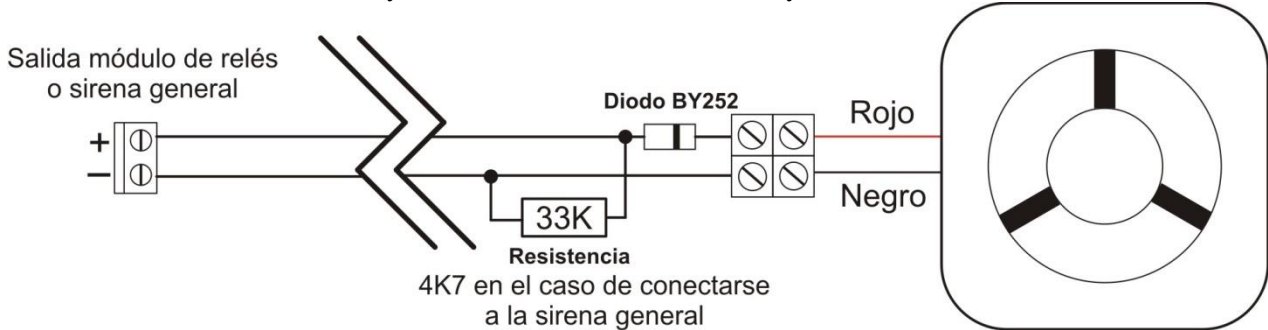 Salida módulo de relés
o sirena general
+
−
Diodo BY252
Rojo
Negro
33K
Resistencia
4K7 en el caso de conectarse
a la sirena general